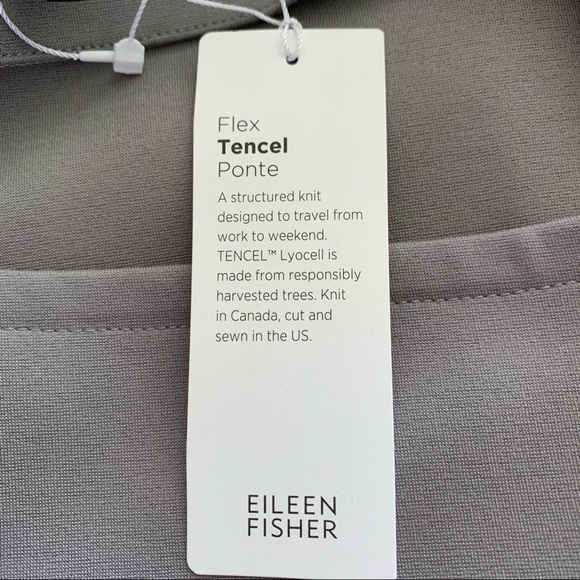 Flex
Tencel
Ponte
A structured knit
designed to travel from
work to weekend.
TENCEL™ Lyocell is
made from responsibly
harvested trees. Knit
in Canada, cut and
sewn in the US.
EILEEN
FISHER